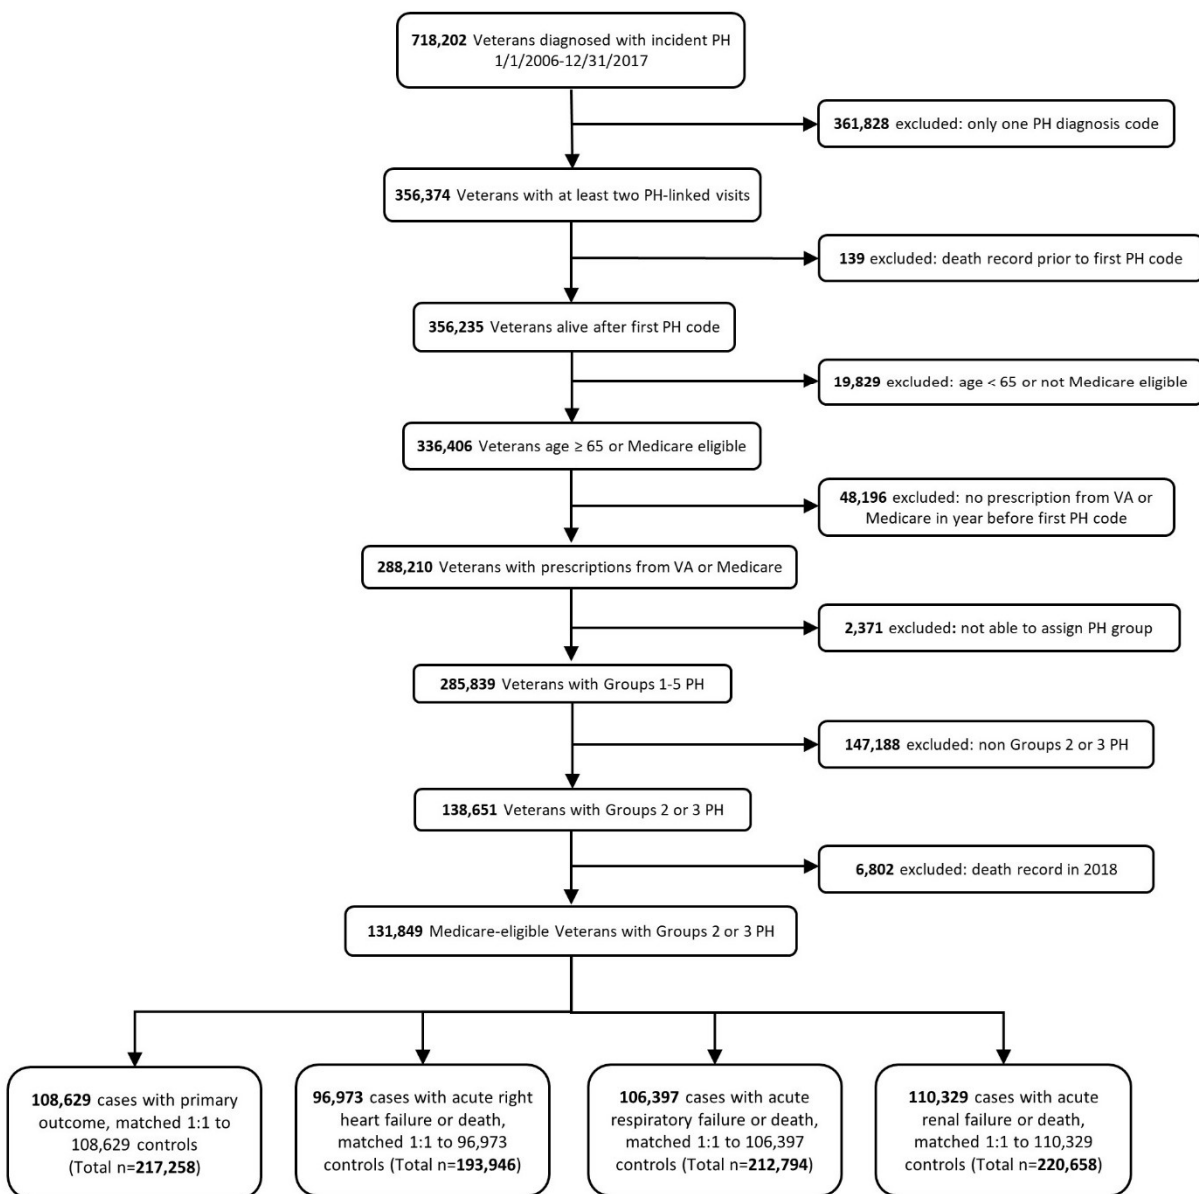 718,202 Veterans diagnosed with incident PH
1/1/2006-12/31/2017
361,828 excluded: only one PH diagnosis code
356,374 Veterans with at least two PH-linked visits
139 excluded: death record prior to first PH code
356,235 Veterans alive after first PH code
19,829 excluded: age < 65 or not Medicare eligible
336,406 Veterans age ≥ 65 or Medicare eligible
48,196 excluded: no prescription from VA or
Medicare in year before first PH code
288,210 Veterans with prescriptions from VA or Medicare
2,371 excluded: not able to assign PH group
285,839 Veterans with Groups 1-5 PH
147,188 excluded: non Groups 2 or 3 PH
138,651 Veterans with Groups 2 or 3 PH
6,802 excluded: death record in 2018
131,849 Medicare-eligible Veterans with Groups 2 or 3 PH
108,629 cases with primary
outcome, matched 1:1 to
108,629 controls
(Total n=217,258)
96,973 cases with acute right
heart failure or death,
matched 1:1 to 96,973
controls (Total n=193,946)
106,397 cases with acute
respiratory failure or death,
matched 1:1 to 106,397
controls (Total n=212,794)
110,329 cases with acute
renal failure or death,
matched 1:1 to 110,329
controls (Total n=220,658)